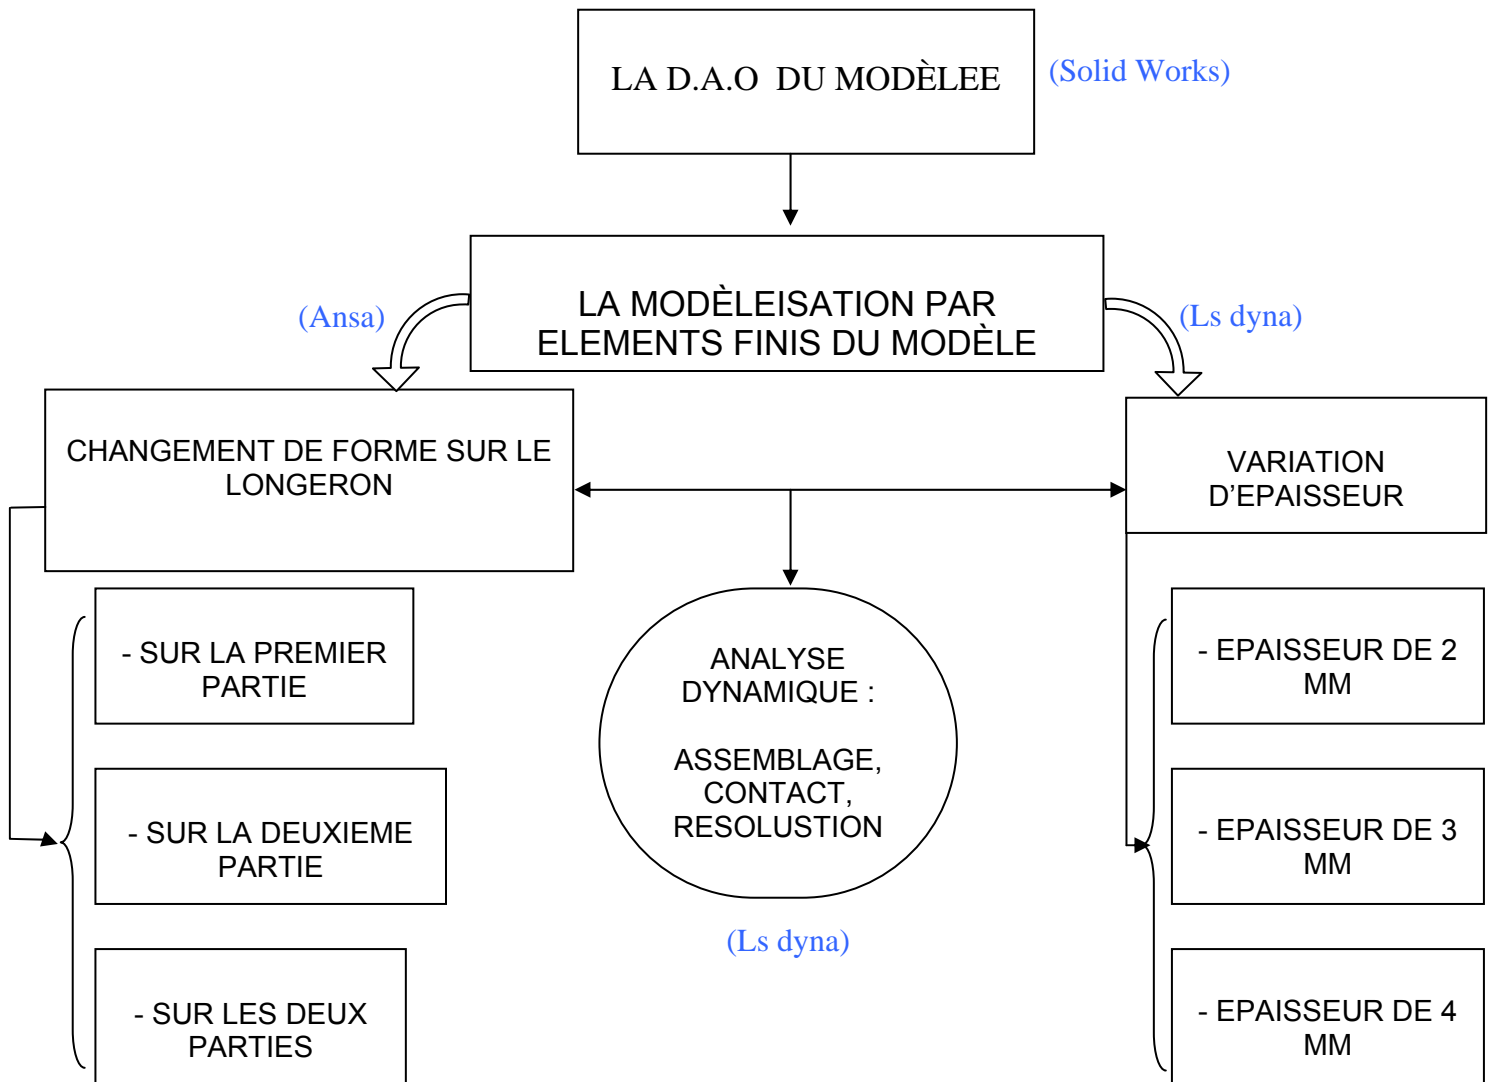 LA D.A.O DU MODÈLEE
(Solid Works)
LA MODÈLEISATION PAR
ELEMENTS FINIS DU MODÈLE
(Ansa)
(Ls dyna)
CHANGEMENT DE FORME SUR LE
LONGERON
VARIATION
D’EPAISSEUR
- SUR LA PREMIER
PARTIE
- SUR LA DEUXIEME
PARTIE
- SUR LES DEUX
PARTIES
ANALYSE
DYNAMIQUE :
ASSEMBLAGE,
CONTACT,
RESOLUSTION
(Ls dyna)
- EPAISSEUR DE 2
MM
- EPAISSEUR DE 3
MM
- EPAISSEUR DE 4
MM